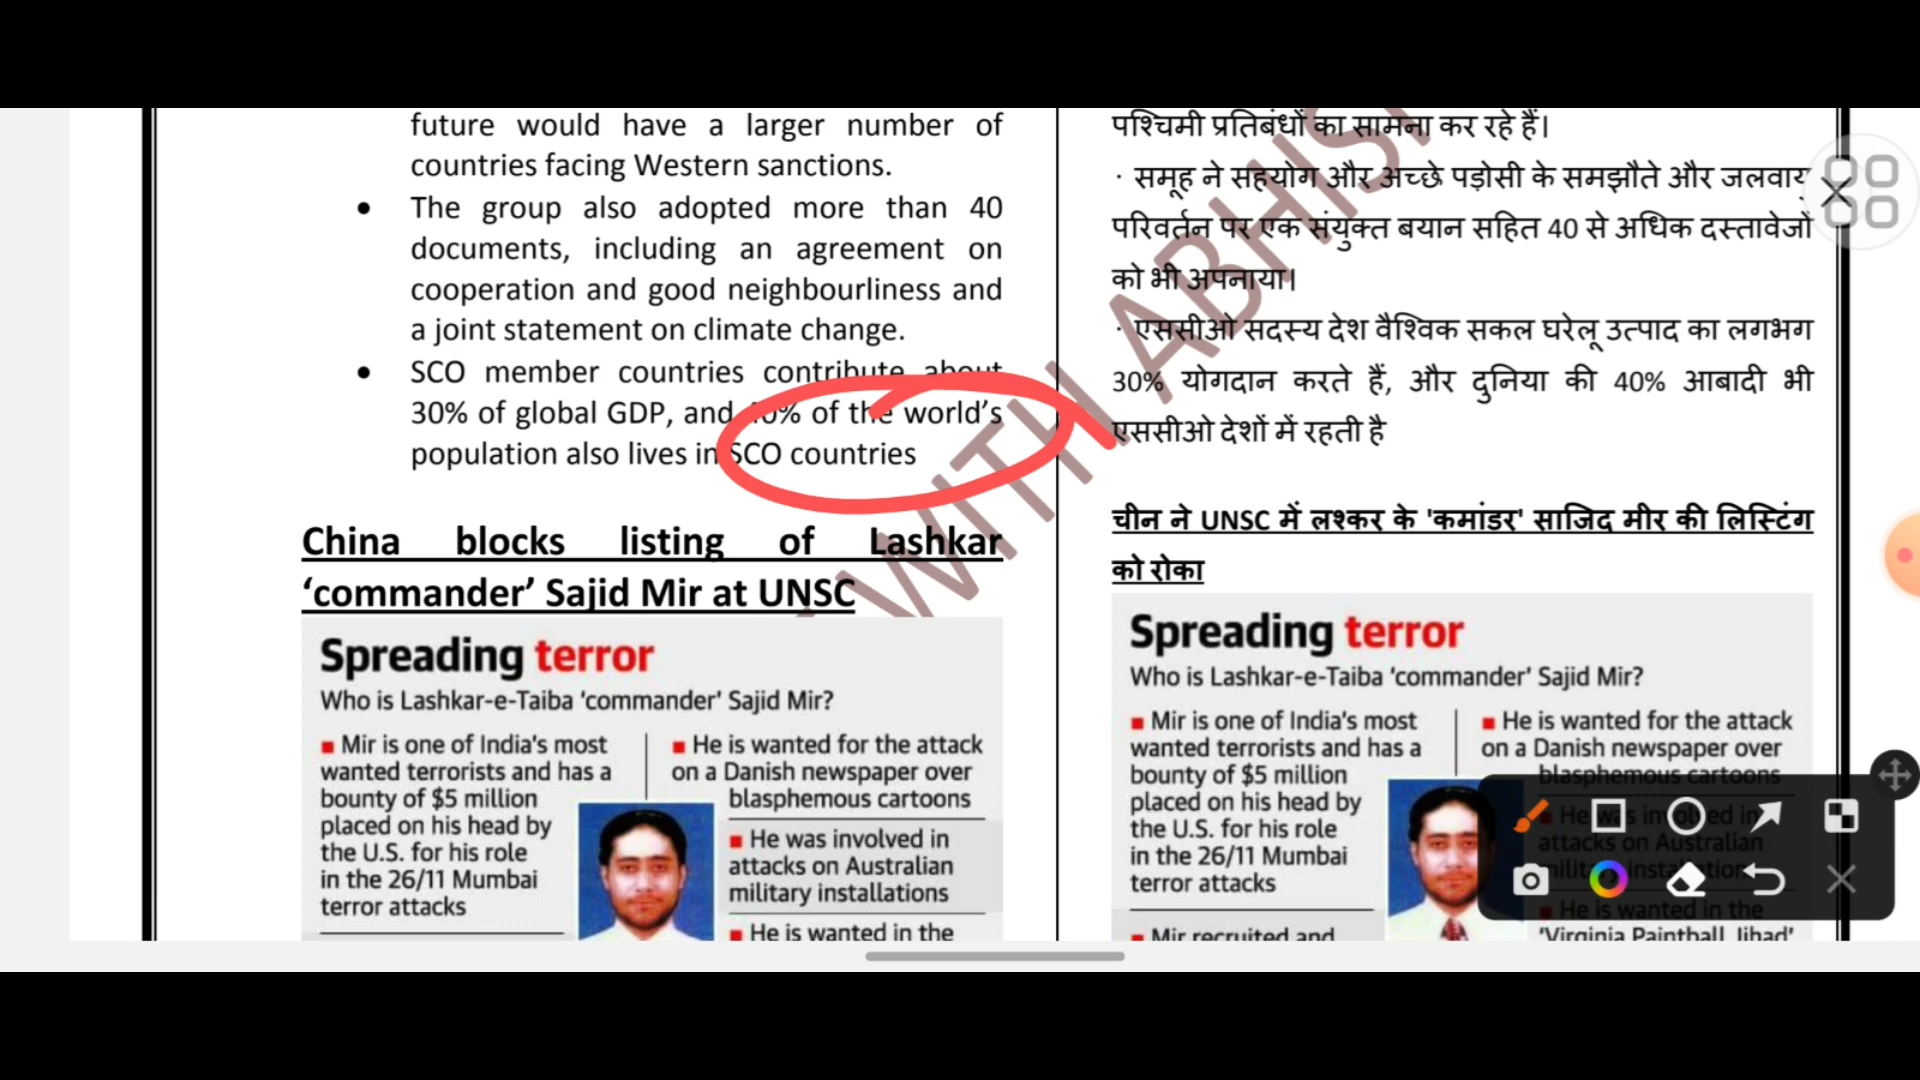 future would have a larger number of
countries facing Western sanctions.
• The group also adopted more than 40
documents, including an agreement on
cooperation and good neighbourliness and
a joint statement on climate change.
• SCO member countries contribute about
30% of global GDP, and 40% of the world's
population also lives in SCO countries
China blocks listing of Lashkar
‘commander’ Sajid Mir at UNSC
Spreading terror
Who is Lashkar-e-Taiba ‘commander’ Sajid Mir?
Mir is one of India's most
wanted terrorists and has a
bounty of $5 million
placed on his head by
the U.S. for his role
in the 26/11 Mumbai
terror attacks
He is wanted for the attack
on a Danish newspaper over
blasphemous cartoons
He was involved in
attacks on Australian
military installations
He is wanted in the
पश्चिमी प्रतिबंधों का सामना कर रहे हैं।
· समूह ने सहयोग और अच्छे पड़ोसी के समझौते और जलवायु
परिवर्तन पर एक संयुक्त बयान सहित 40 से अधिक दस्तावेजों
को भी अपनाया।
· एससीओ सदस्य देश वैश्विक सकल घरेलू उत्पाद का लगभग
30% योगदान करते हैं, और दुनिया की 40% आबादी भी
एससीओ देशों में रहती है
चीन ने UNSC में लश्कर के 'कमांडर' साजिद मीर की लिस्टिंग
को रोका
Spreading terror
Who is Lashkar-e-Taiba ‘commander’ Sajid Mir?
Mir is one of India's most
wanted terrorists and has a
bounty of $5 million
placed on his head by
the U.S. for his role
in the 26/11 Mumbai
terror attacks
Mir recruited and
He is wanted for the attack
on a Danish newspaper over
blasphemous cartoons
He was involved in
attacks on Australian
military installations
He is wanted in the
‘Virginia Paintball Jihad’
WITH ABHIS